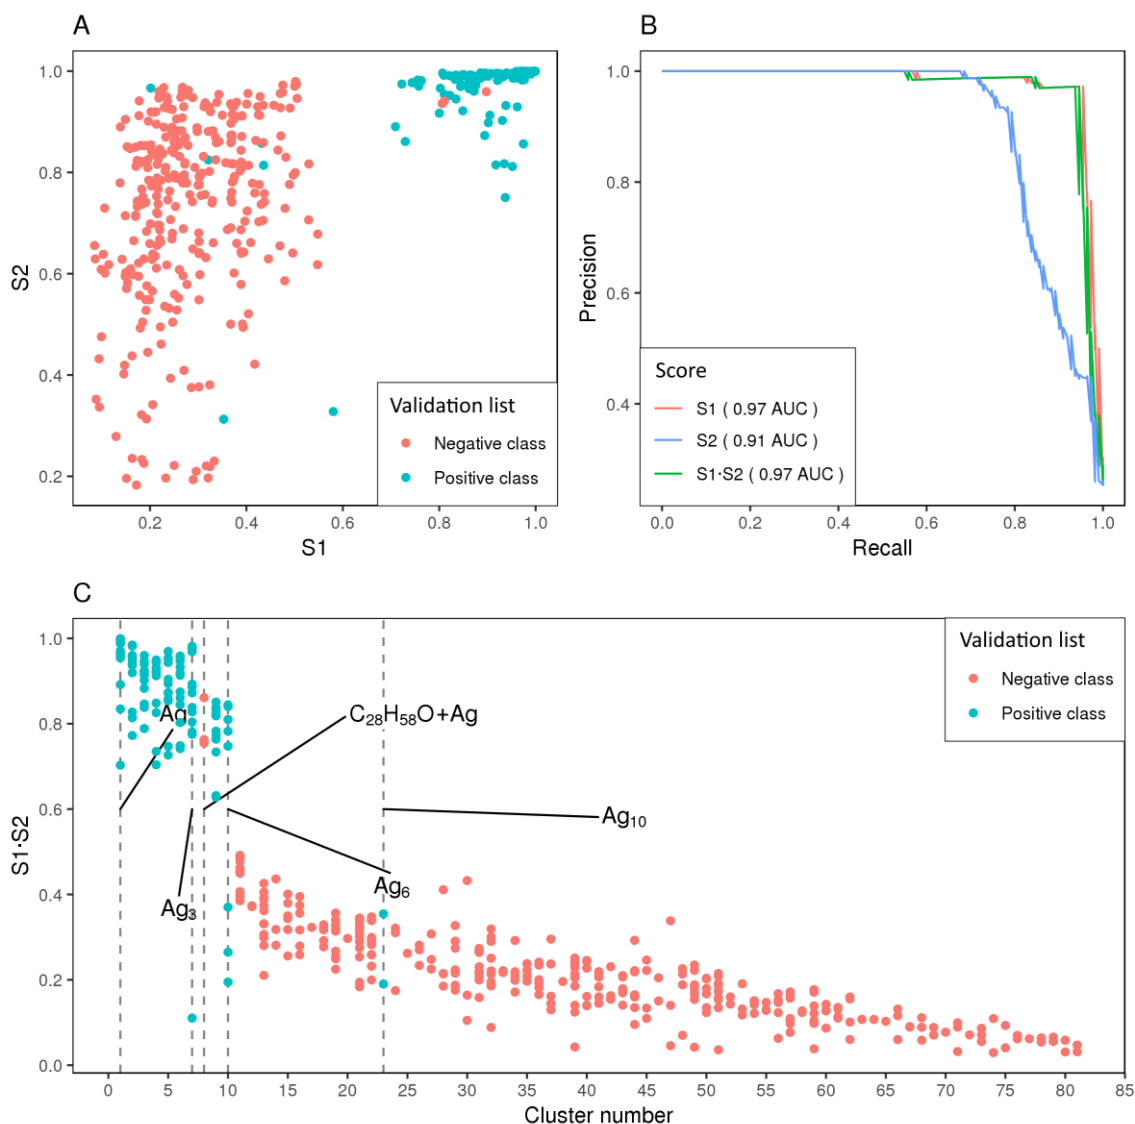 A
B
1.0
0.8
0.6
0.4
0.2
S2
Validation list
Negative class
Positive class
0.2
0.4
0.6
0.8
1.0
S1
1.0
0.8
0.6
0.4
Precision
Score
S1 ( 0.97 AUC )
S2 ( 0.91 AUC )
S1·S2 ( 0.97 AUC )
0.0
0.2
0.4
0.6
0.8
1.0
Recall
C
1.0
0.8
0.6
0.4
0.2
0.0
S1·S2
Validation list
Negative class
Positive class
Ag
C₂₈H₅₈O+Ag
Ag₁₀
Ag₆
Ag₃
0
5
10
15
20
25
30
35
40
45
50
55
60
65
70
75
80
85
Cluster number